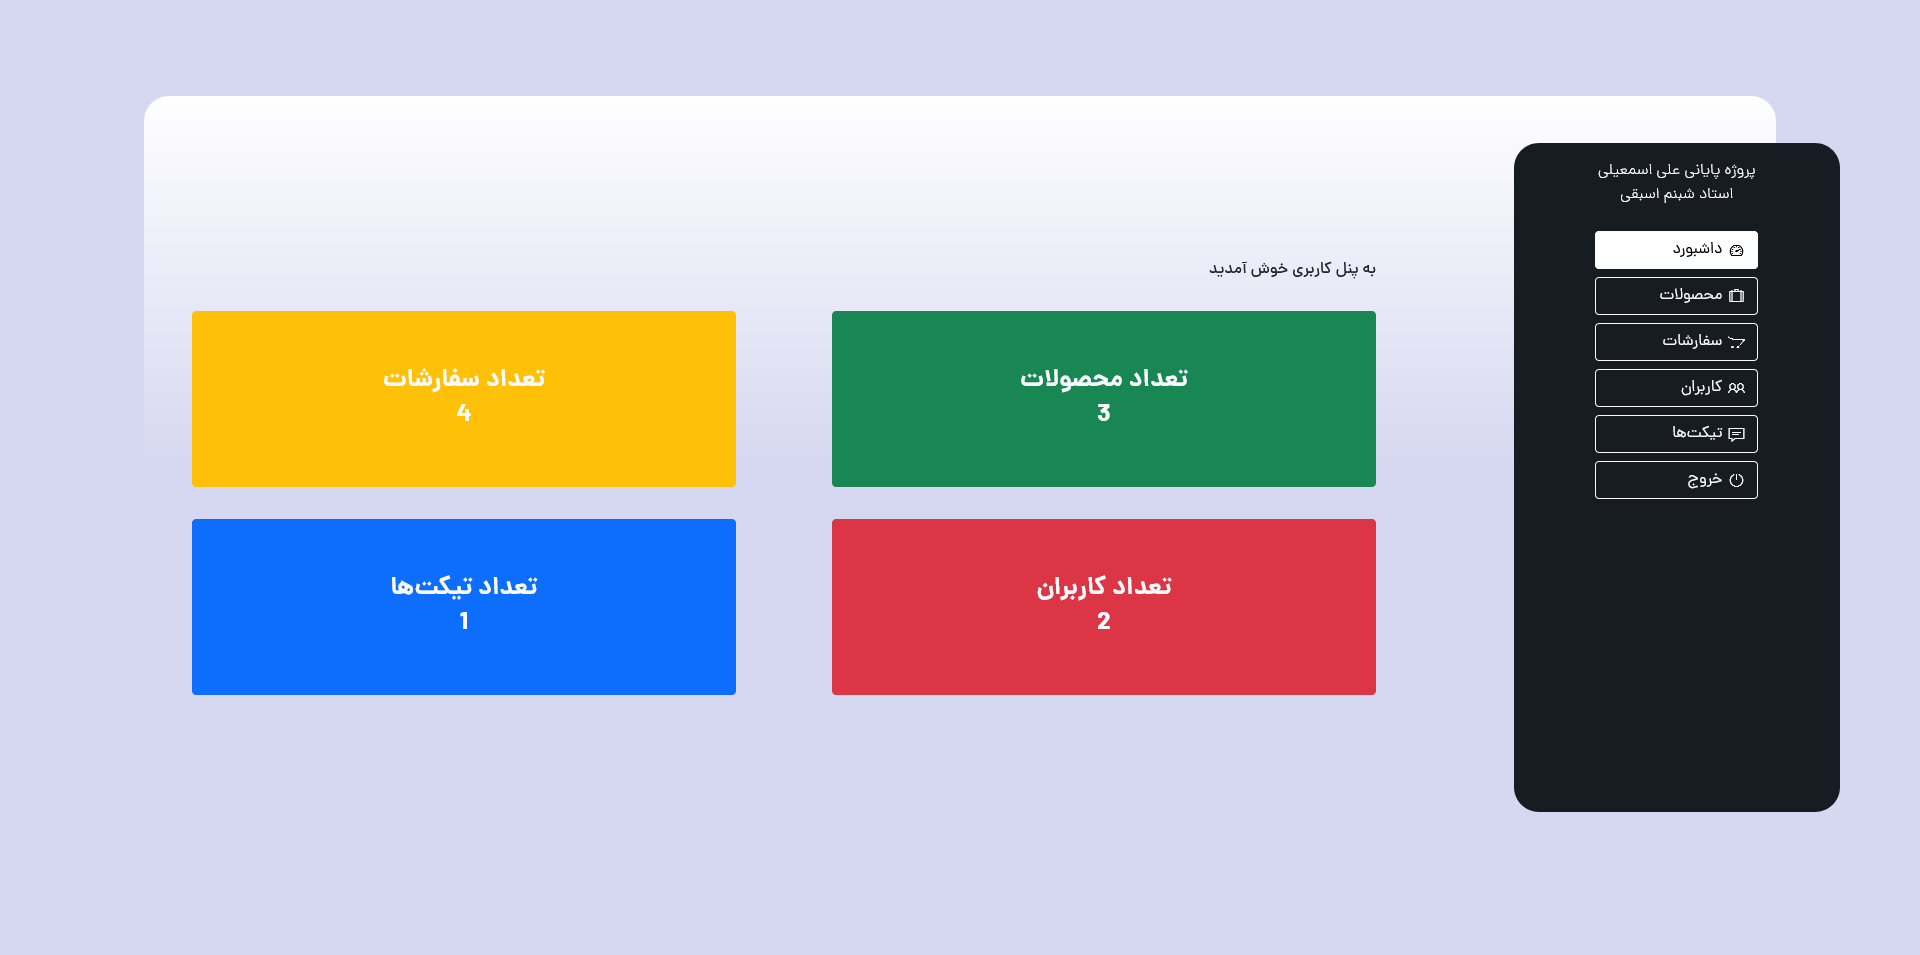 پروژه پایانی علی اسمعیلی
استاد شبنم اسبقی
داشبورد
محصولات
سفارشات
کاربران
تیکت‌ها
خروج
به پنل کاربری خوش آمدید
تعداد محصولات
3
تعداد سفارشات
4
تعداد کاربران
2
تعداد تیکت‌ها
1